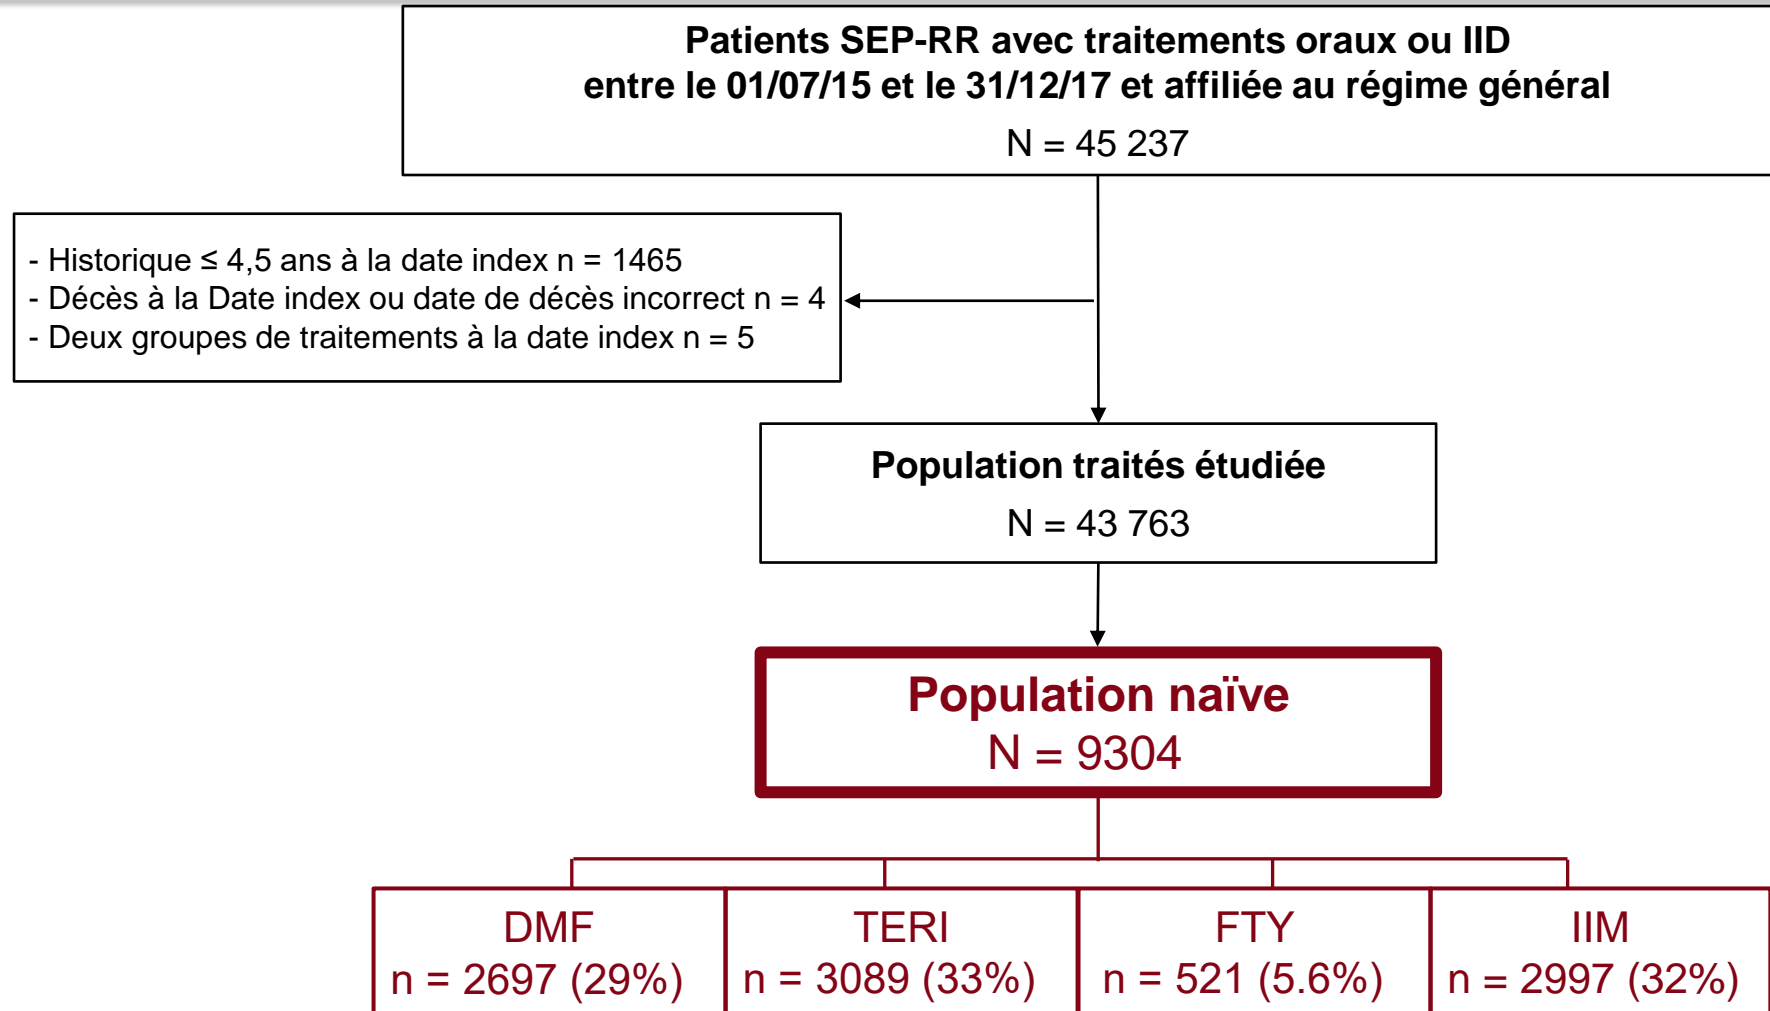 Patients SEP-RR avec traitements oraux ou IID
entre le 01/07/15 et le 31/12/17 et affiliée au régime général
N = 45 237
- Historique ≤ 4,5 ans à la date index n = 1465
- Décès à la Date index ou date de décès incorrect n = 4
- Deux groupes de traitements à la date index n = 5
Population traités étudiée
N = 43 763
Population naïve
N = 9304
DMF
n = 2697 (29%)
TERI
n = 3089 (33%)
FTY
n = 521 (5.6%)
IIM
n = 2997 (32%)